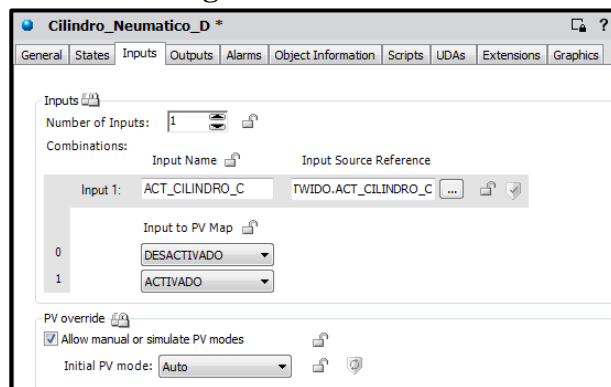 Cilindro_Neumatico_D *
?
General States Inputs Outputs Alarms Object Information Scripts UDAs Extensions Graphics
Inputs
Number of Inputs: 1
Combinations:
Input Name Input Source Reference
Input 1: ACT_CILINDRO_C TWIDO.ACT_CILINDRO_C ...
Input to PV Map
0 DESACTIVADO
1 ACTIVADO
PV override
Allow manual or simulate PV modes
Initial PV mode: Auto